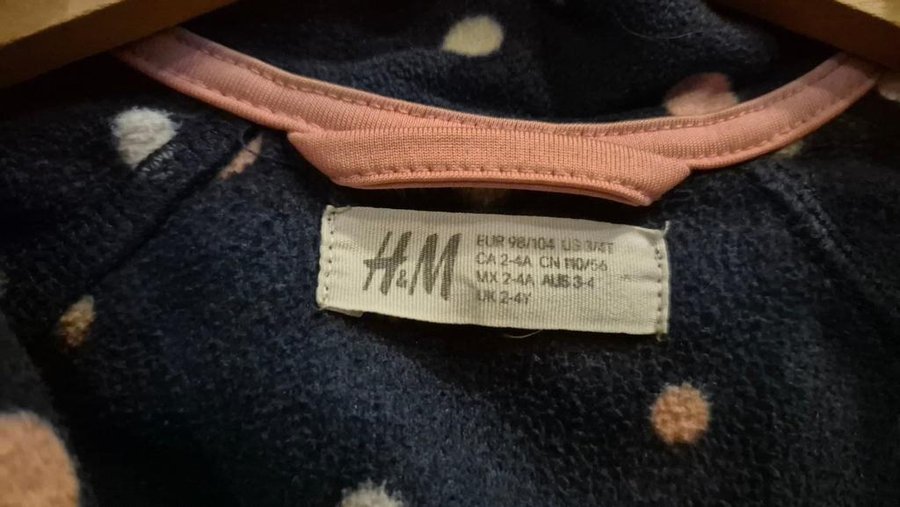 H&M
EUR 98/104 US 3/4T
CA 2-4A CN 110/56
MX 2-4A AUS 3-4
UK 2-4Y